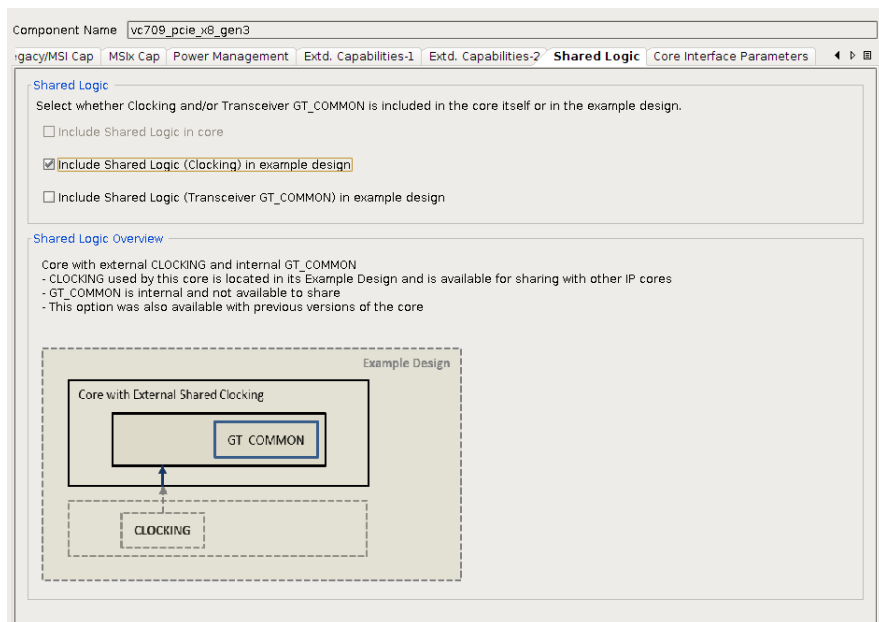 Component Name vc709_pcie_x8_gen3
gacy/MSI Cap MSIx Cap Power Management Extd. Capabilities-1 Extd. Capabilities-2 Shared Logic Core Interface Parameters
Shared Logic
Select whether Clocking and/or Transceiver GT_COMMON is included in the core itself or in the example design.
Include Shared Logic in core
Include Shared Logic (Clocking) in example design
Include Shared Logic (Transceiver GT_COMMON) in example design
Shared Logic Overview
Core with external CLOCKING and internal GT_COMMON
- CLOCKING used by this core is located in its Example Design and is available for sharing with other IP cores
- GT_COMMON is internal and not available to share
- This option was also available with previous versions of the core
Example Design
Core with External Shared Clocking
GT COMMON
CLOCKING